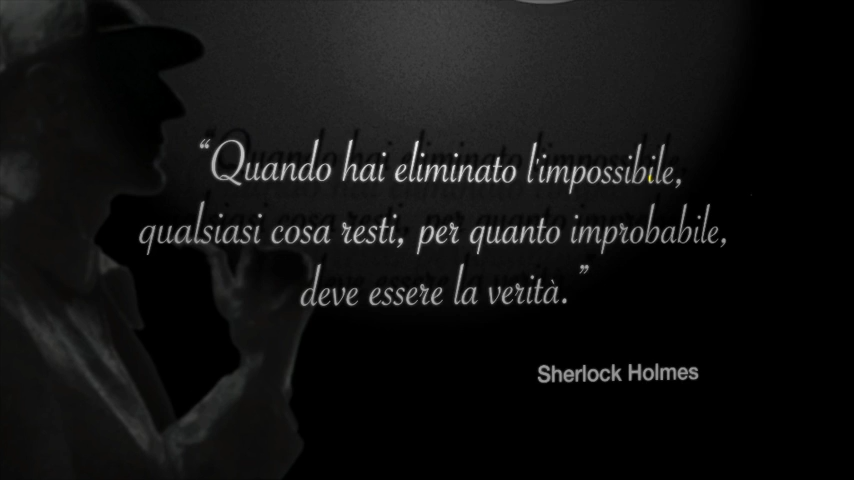 “Quando hai eliminato l'impossibile,
qualsiasi cosa resti, per quanto improbabile,
deve essere la verità.”
Sherlock Holmes